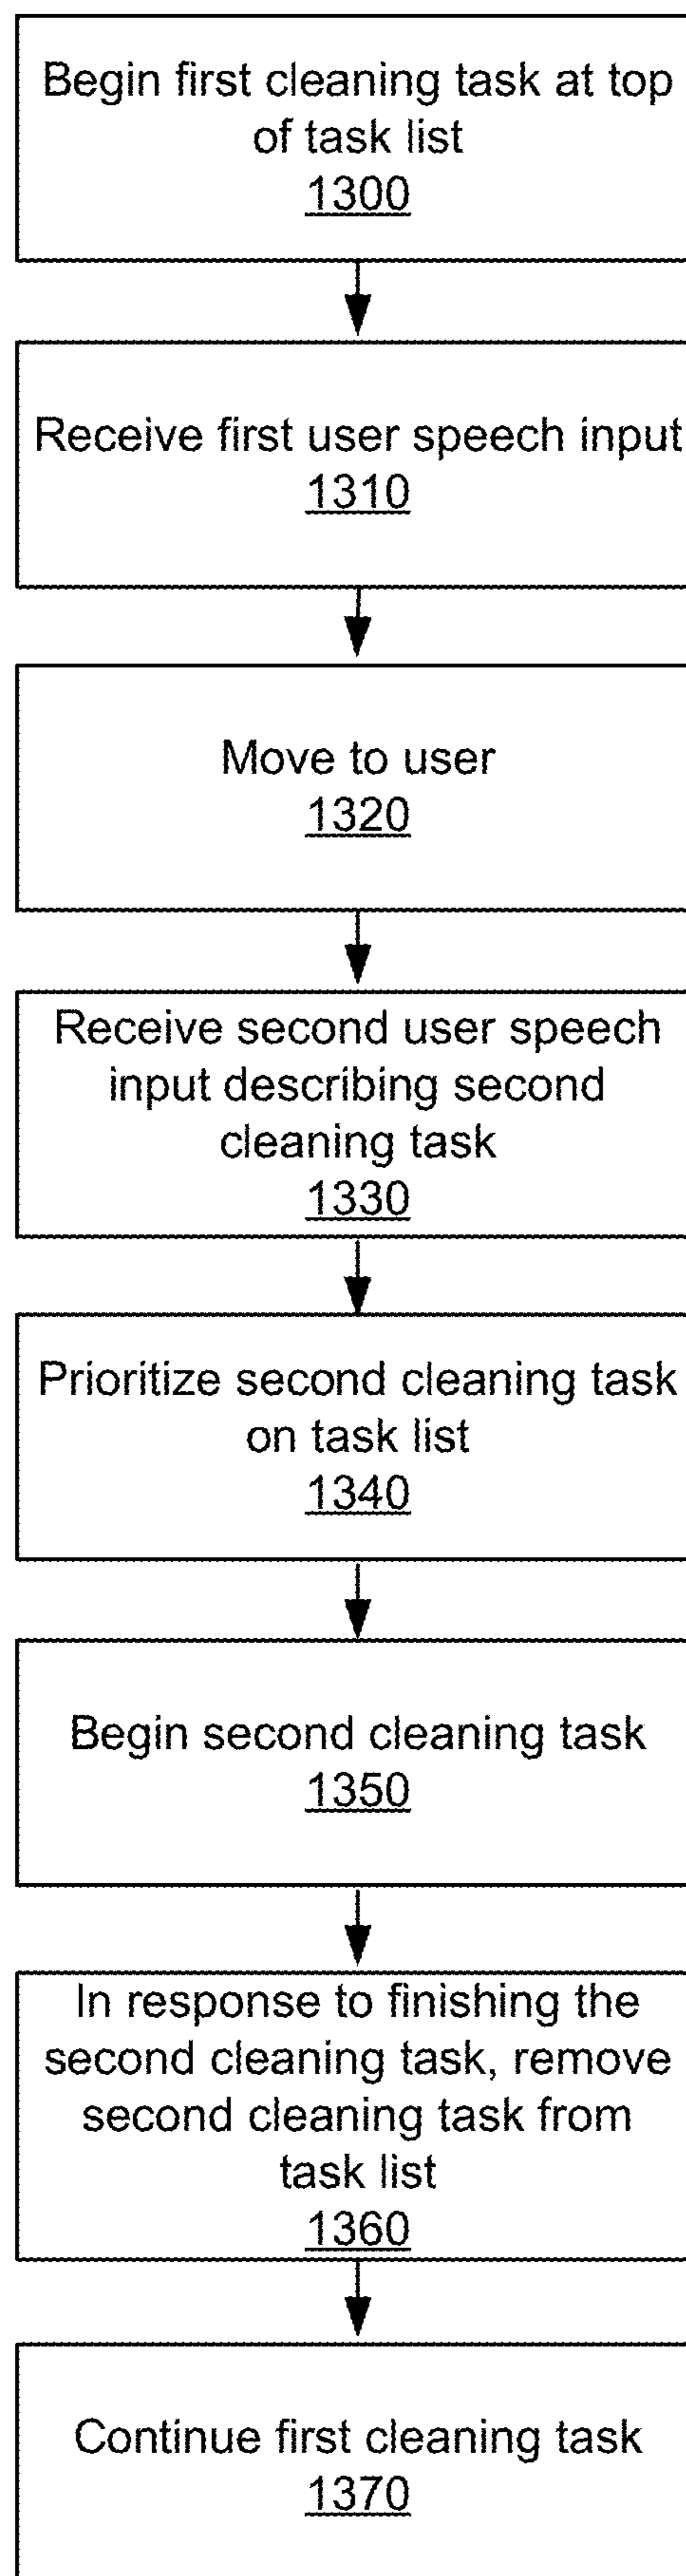 Begin first cleaning task at top
of task list
1300
Receive first user speech input
1310
Move to user
1320
Receive second user speech
input describing second
cleaning task
1330
Prioritize second cleaning task
on task list
1340
Begin second cleaning task
1350
In response to finishing the
second cleaning task, remove
second cleaning task from
task list
1360
Continue first cleaning task
1370